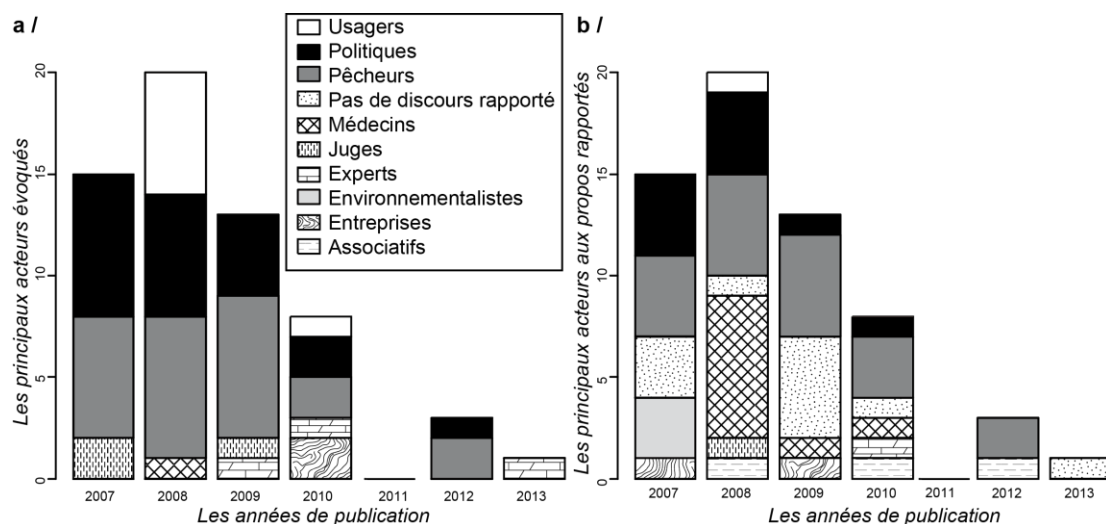 a /
Usagers
Politiques
Pêcheurs
Pas de discours rapporté
Médecins
Juges
Experts
Environnementalistes
Entreprises
Associatifs
Les principaux acteurs évoqués
20
15
10
5
0
2007 2008 2009 2010 2011 2012 2013
Les années de publication
b /
Les principaux acteurs aux propos rapportés
20
15
10
5
0
2007 2008 2009 2010 2011 2012 2013
Les années de publication